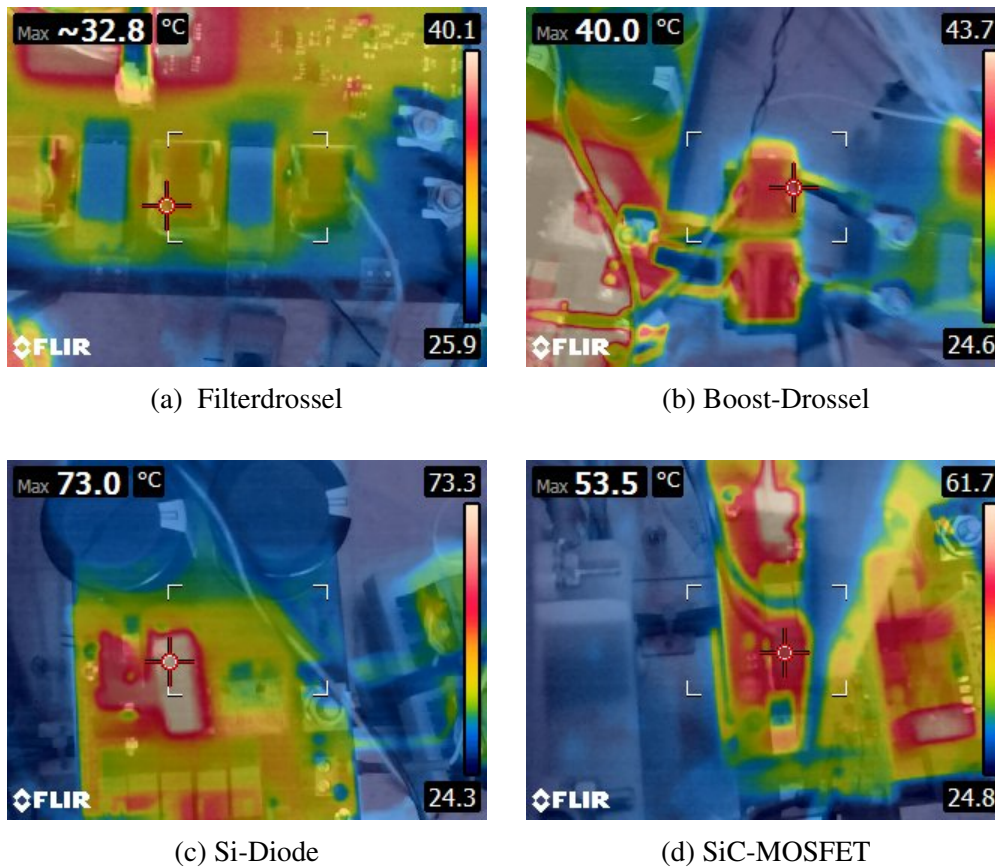 Max ~32.8 °C 40.1
25.9
FLIR
(a) Filterdrossel
Max 40.0 °C 43.7
24.6
FLIR
(b) Boost-Drossel
Max 73.0 °C 73.3
24.3
FLIR
(c) Si-Diode
Max 53.5 °C 61.7
24.8
FLIR
(d) SiC-MOSFET